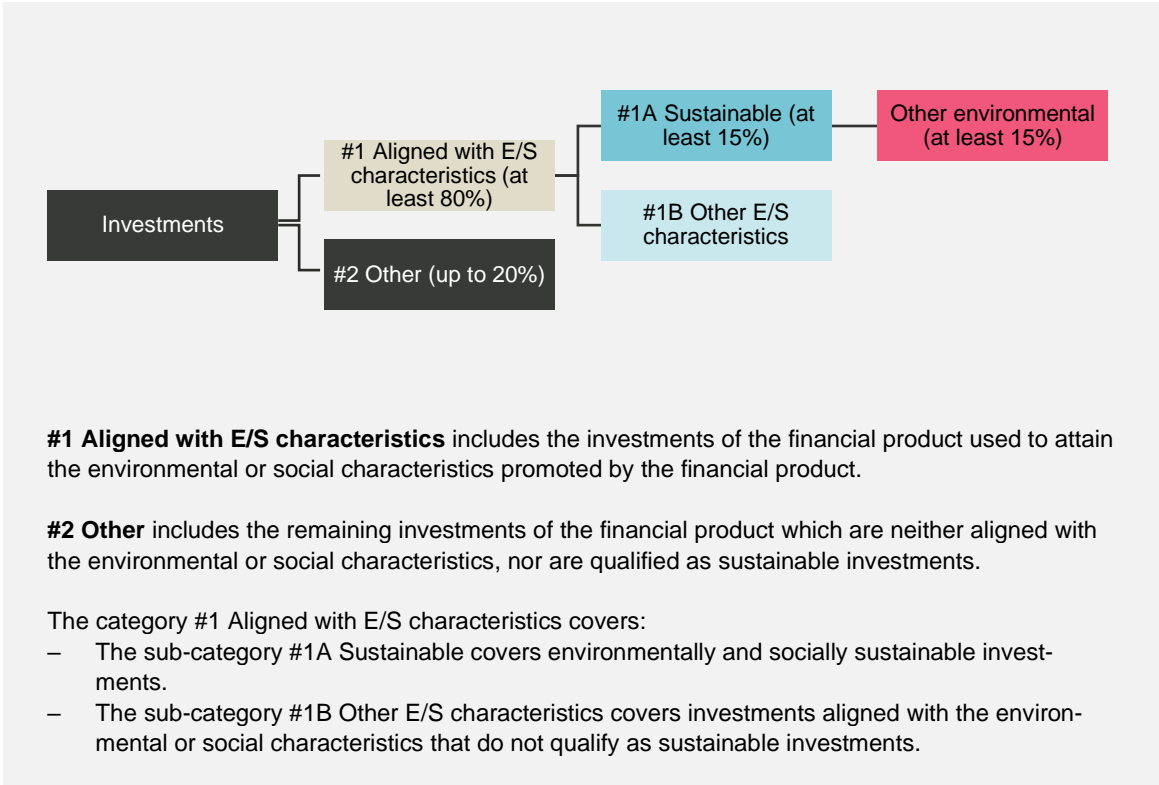 #1A Sustainable (at
least 15%)
Other environmental
(at least 15%)
#1 Aligned with E/S
characteristics (at
least 80%)
Investments
#1B Other E/S
characteristics
#2 Other (up to 20%)
#1 Aligned with E/S characteristics includes the investments of the financial product used to attain
the environmental or social characteristics promoted by the financial product.
#2 Other includes the remaining investments of the financial product which are neither aligned with
the environmental or social characteristics, nor are qualified as sustainable investments.
The category #1 Aligned with E/S characteristics covers:
– The sub-category #1A Sustainable covers environmentally and socially sustainable invest-
ments.
– The sub-category #1B Other E/S characteristics covers investments aligned with the environ-
mental or social characteristics that do not qualify as sustainable investments.